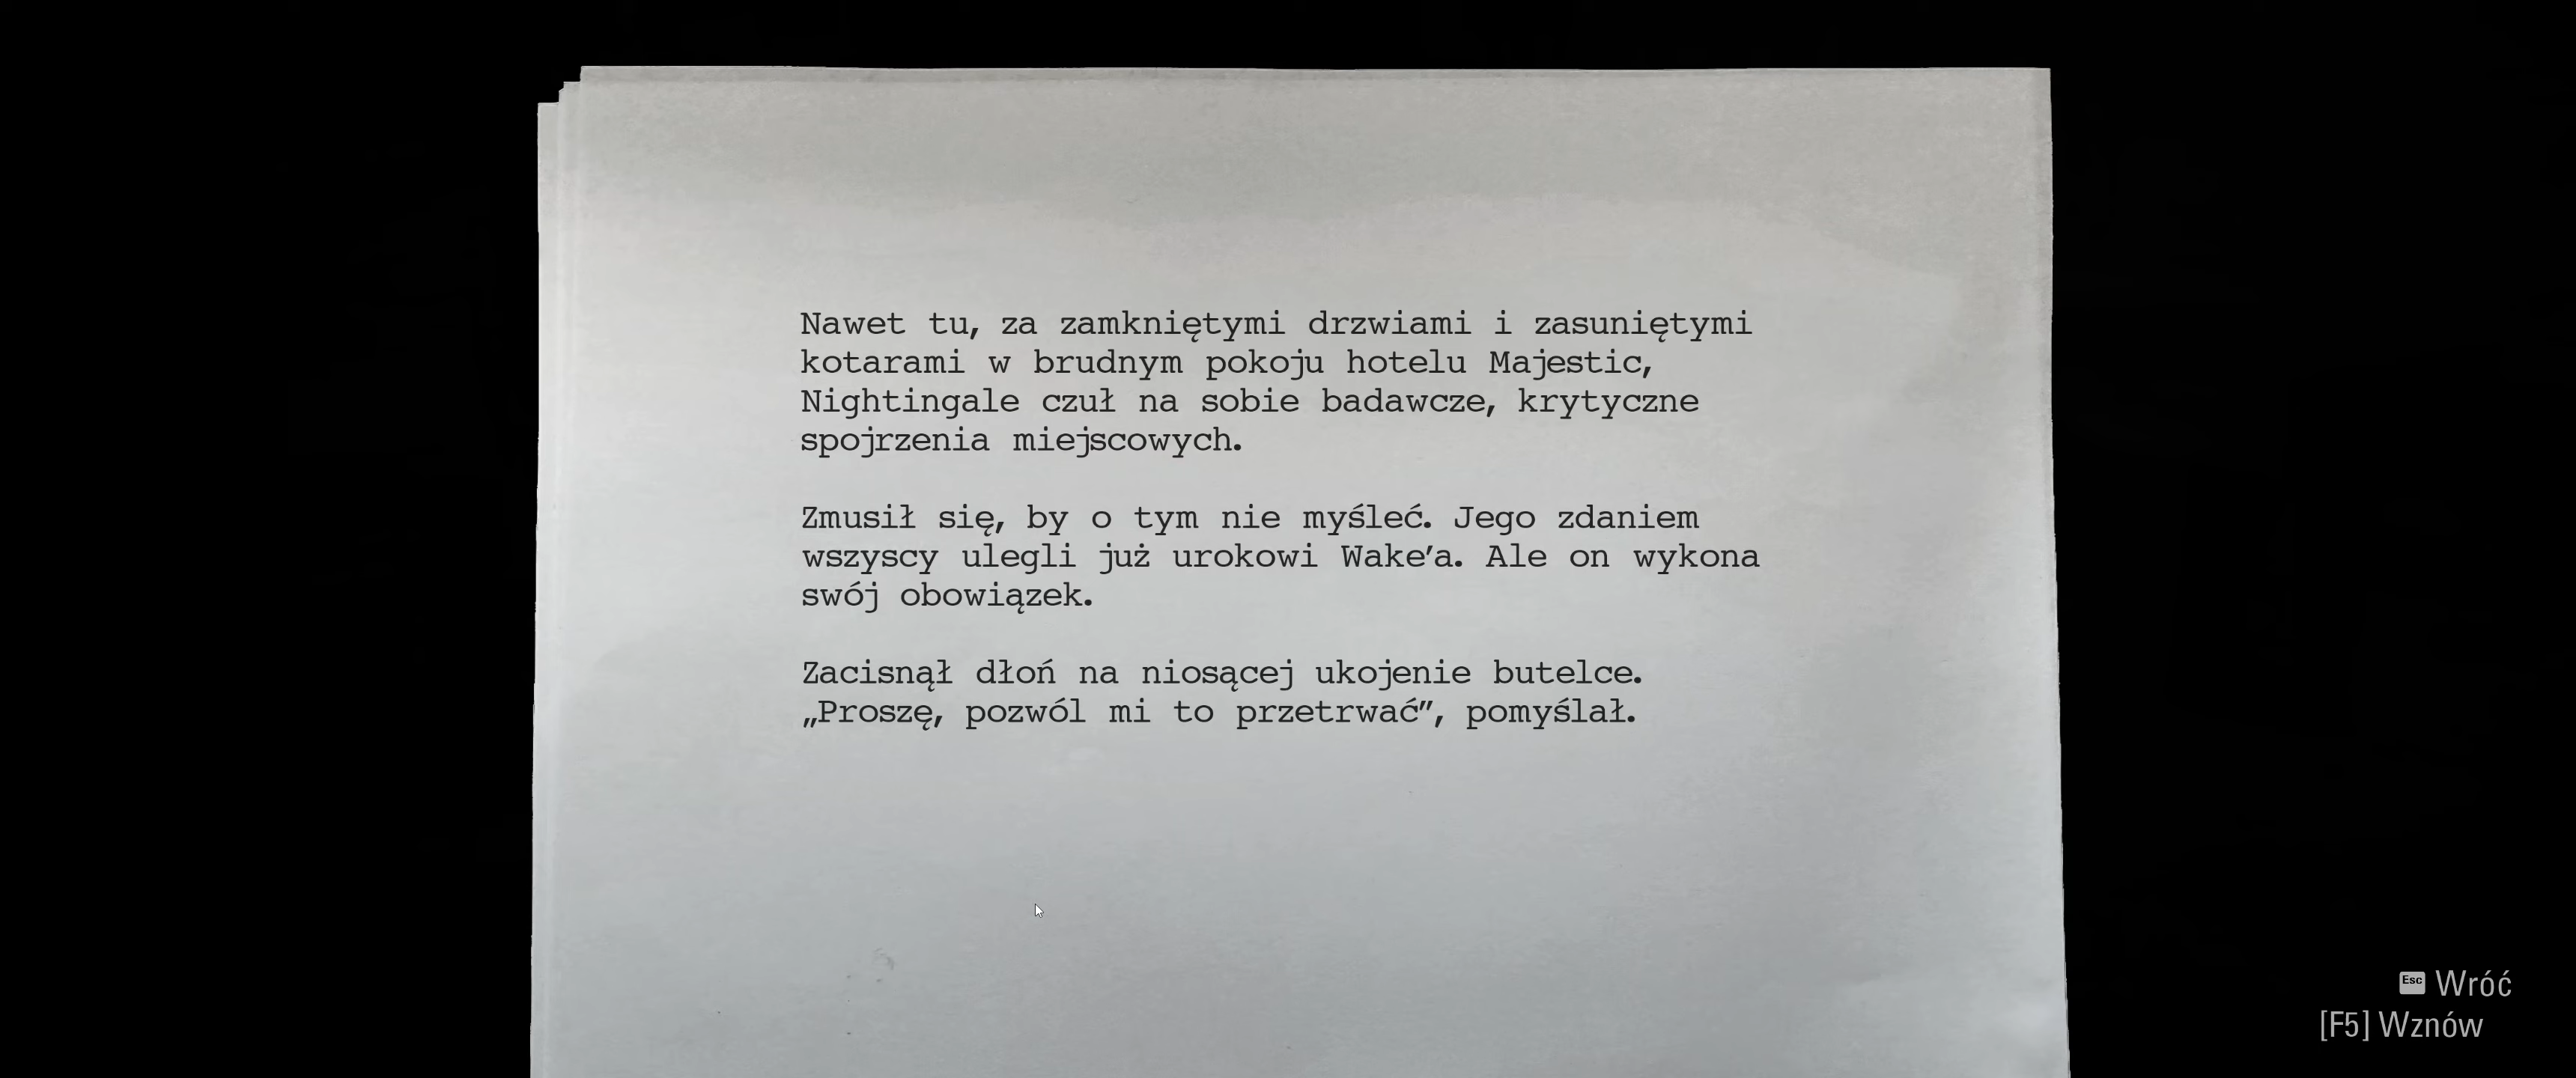 Nawet tu, za zamkniętymi drzwiami i zasuniętymi
kotarami w brudnym pokoju hotelu Majestic,
Nightingale czuł na sobie badawcze, krytyczne
spojrzenia miejscowych.
Zmusił się, by o tym nie myśleć. Jego zdaniem
wszyscy ulegli już urokowi Wake'a. Ale on wykona
swój obowiązek.
Zacisnął dłoń na niosącej ukojenie butelce.
„Proszę, pozwól mi to przetrwać”, pomyślał.
Esc Wróć
[F5] Wznów